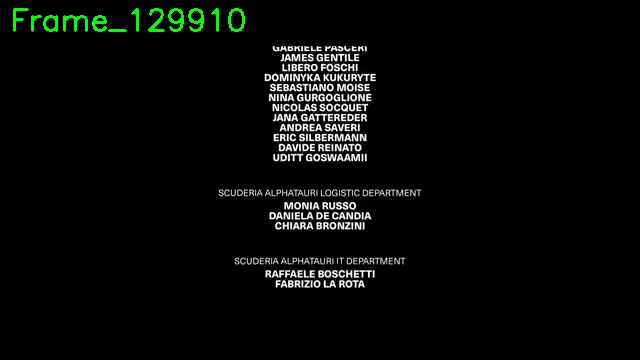 Frame_129910
GABRIELE PASCERI
JAMES GENTILE
LIBERO FOSCHI
DOMINYKA KUKURYTE
SEBASTIANO MOISE
NINA GURGOGLIONE
NICOLAS SOCQUET
JANA GATTEREDER
ANDREA SAVERI
ERIC SILBERMANN
DAVIDE REINATO
UDITT GOSWAAMII
SCUDERIA ALPHATAURI LOGISTIC DEPARTMENT
MONIA RUSSO
DANIELA DE CANDIA
CHIARA BRONZINI
SCUDERIA ALPHATAURI IT DEPARTMENT
RAFFAELE BOSCHETTI
FABRIZIO LA ROTA